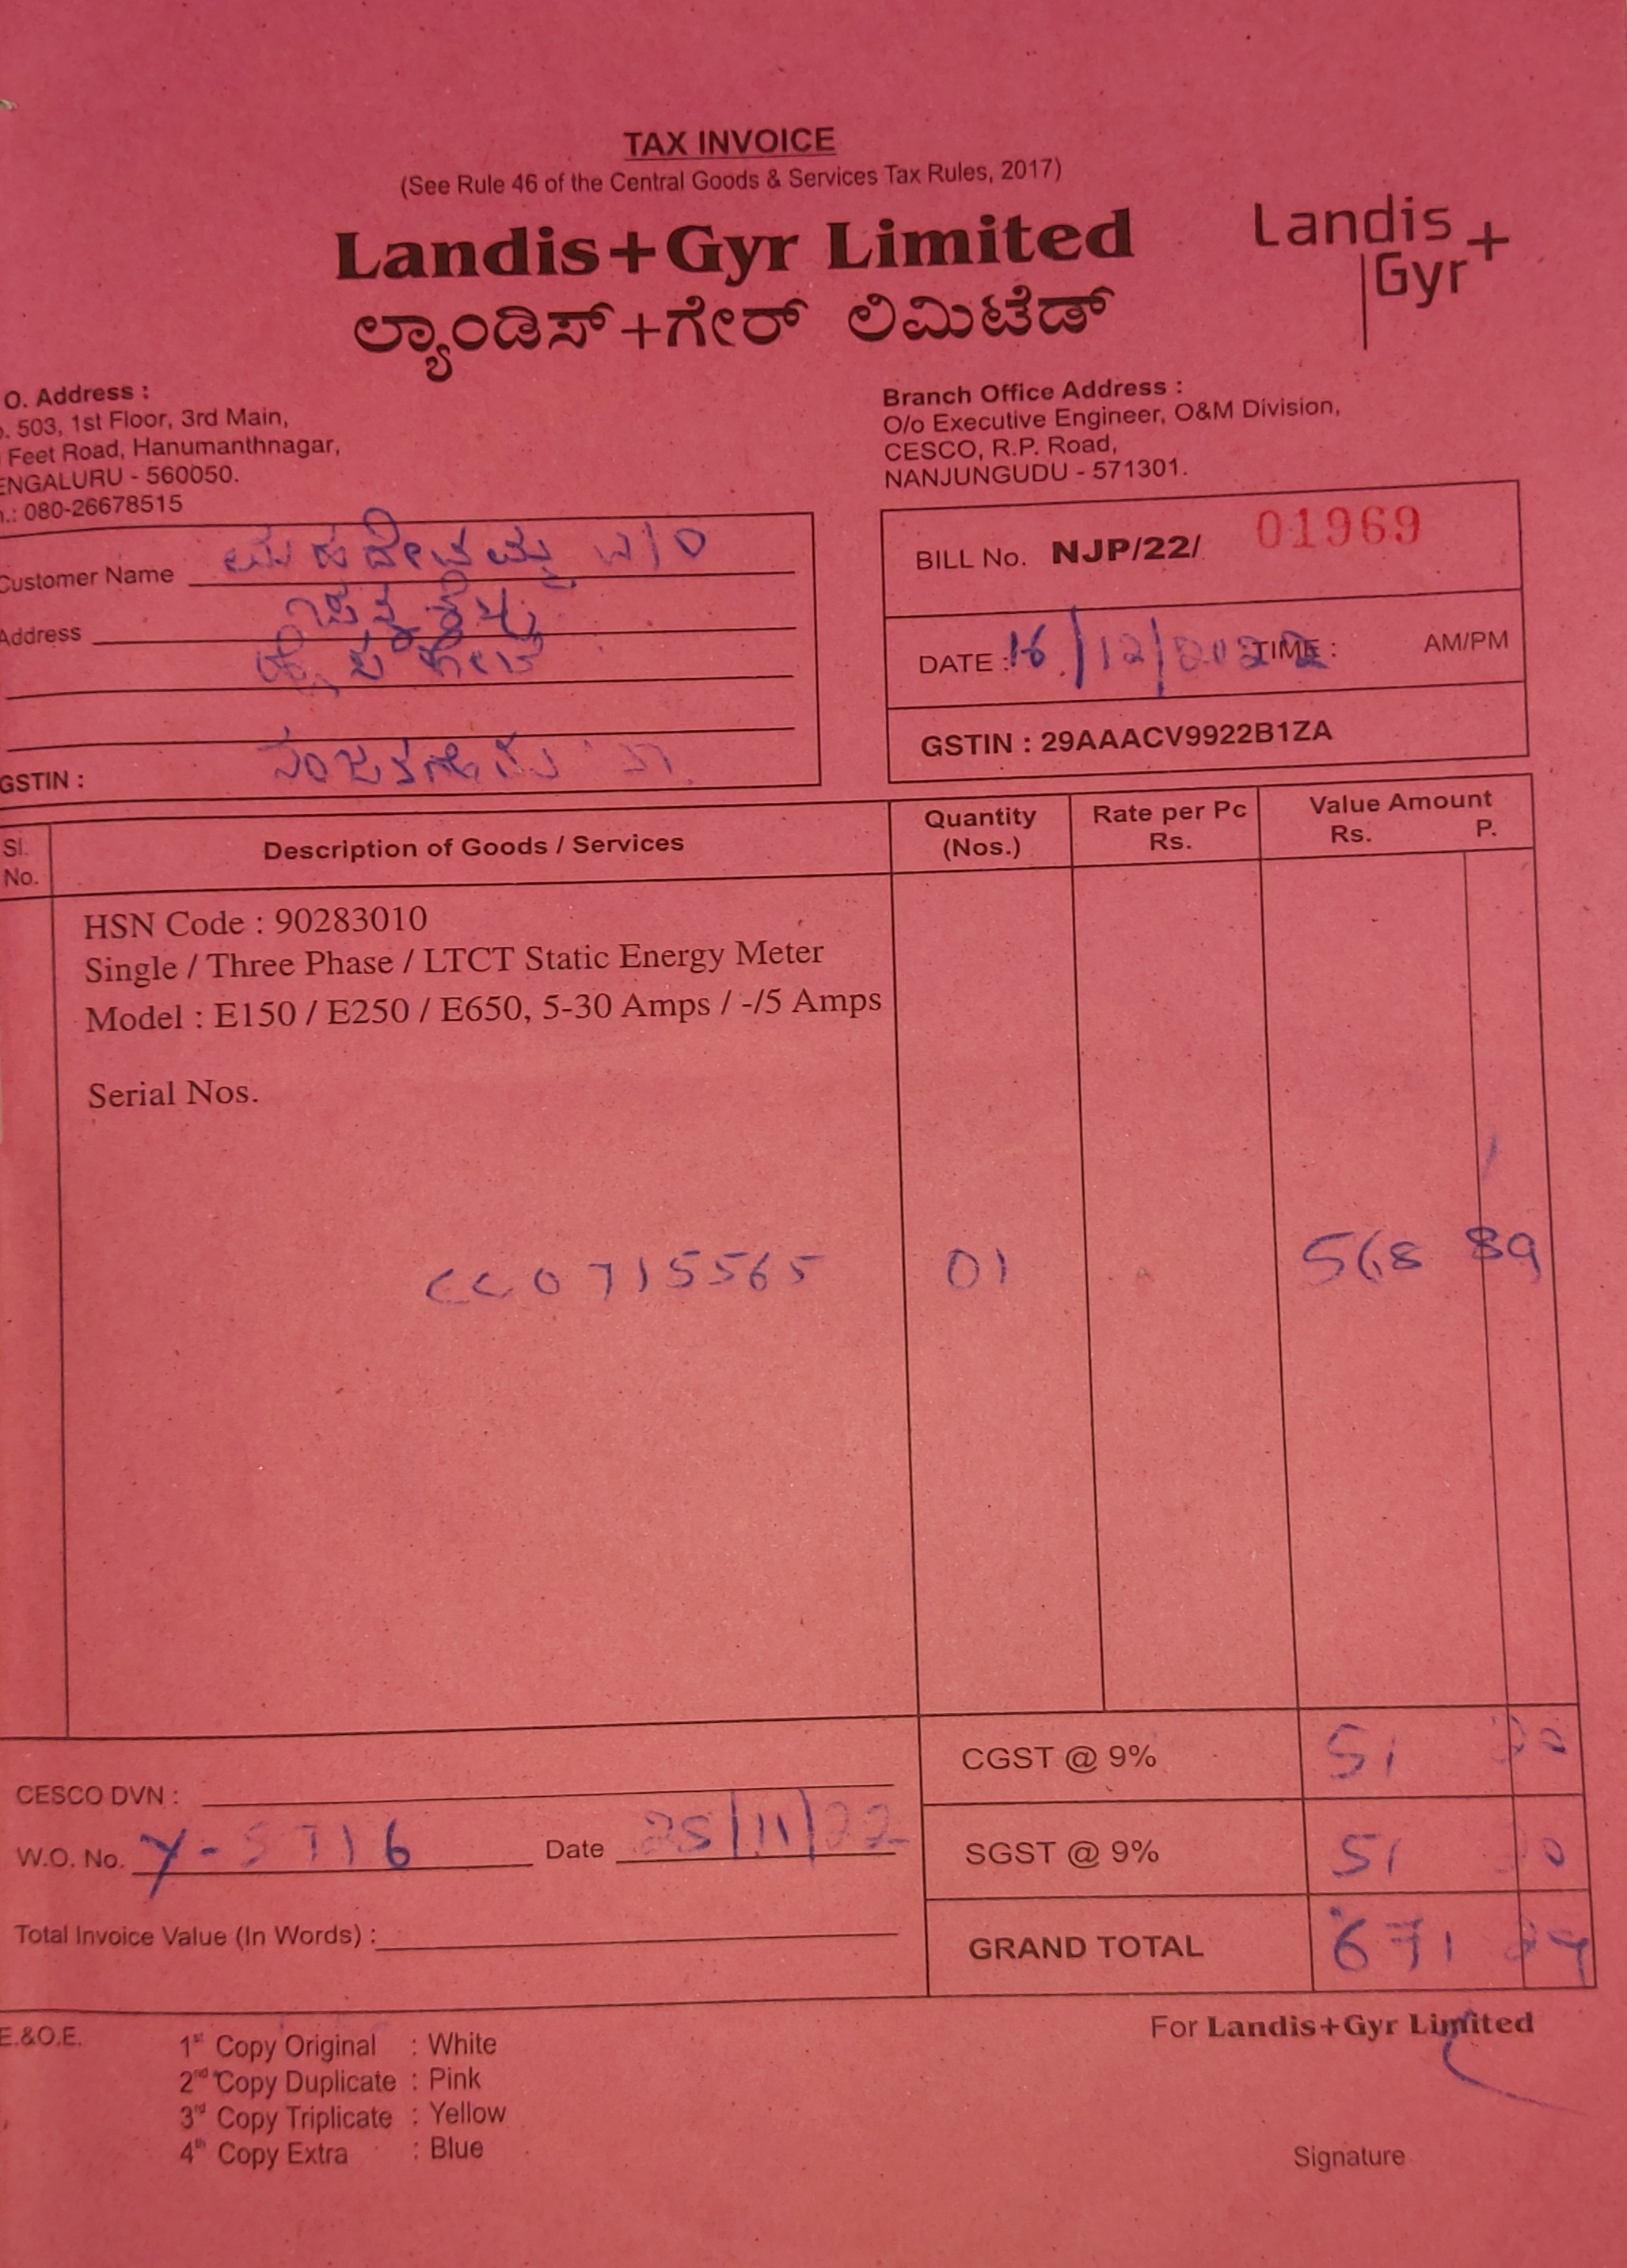 TAX INVOICE
(See Rule 46 of the Central Goods & Services Tax Rules, 2017)
Landis+Gyr Limited
ಲ್ಯಾಂಡಿಸ್+ಗೇರ್ ಲಿಮಿಟೆಡ್
Landis
Gyr+
O. Address :
. 503, 1st Floor, 3rd Main,
Feet Road, Hanumanthnagar,
ENGALURU - 560050.
.: 080-26678515
Branch Office Address :
O/o Executive Engineer, O&M Division,
CESCO, R.P. Road,
NANJUNGUDU - 571301.
Customer Name ಮಹದೇವಮ್ಮ W/O
Address
GSTIN :
BILL No. NJP/22/ 01969
DATE : 16/12/2022 TIME : AM/PM
GSTIN : 29AAACV9922B1ZA
Sl. No. Description of Goods / Services Quantity (Nos.) Rate per Pc Rs. Value Amount Rs. P.
HSN Code : 90283010
Single / Three Phase / LTCT Static Energy Meter
Model : E150 / E250 / E650, 5-30 Amps / -/5 Amps
Serial Nos.
CC0715565 01 568 89
CGST @ 9% 51 20
CESCO DVN :
W.O. No. Y-5716 Date 25/11/22
SGST @ 9% 51 20
Total Invoice Value (In Words) :
GRAND TOTAL 671 29
E.&O.E.
1st Copy Original : White
2nd Copy Duplicate : Pink
3rd Copy Triplicate : Yellow
4th Copy Extra : Blue
For Landis+Gyr Limited
Signature